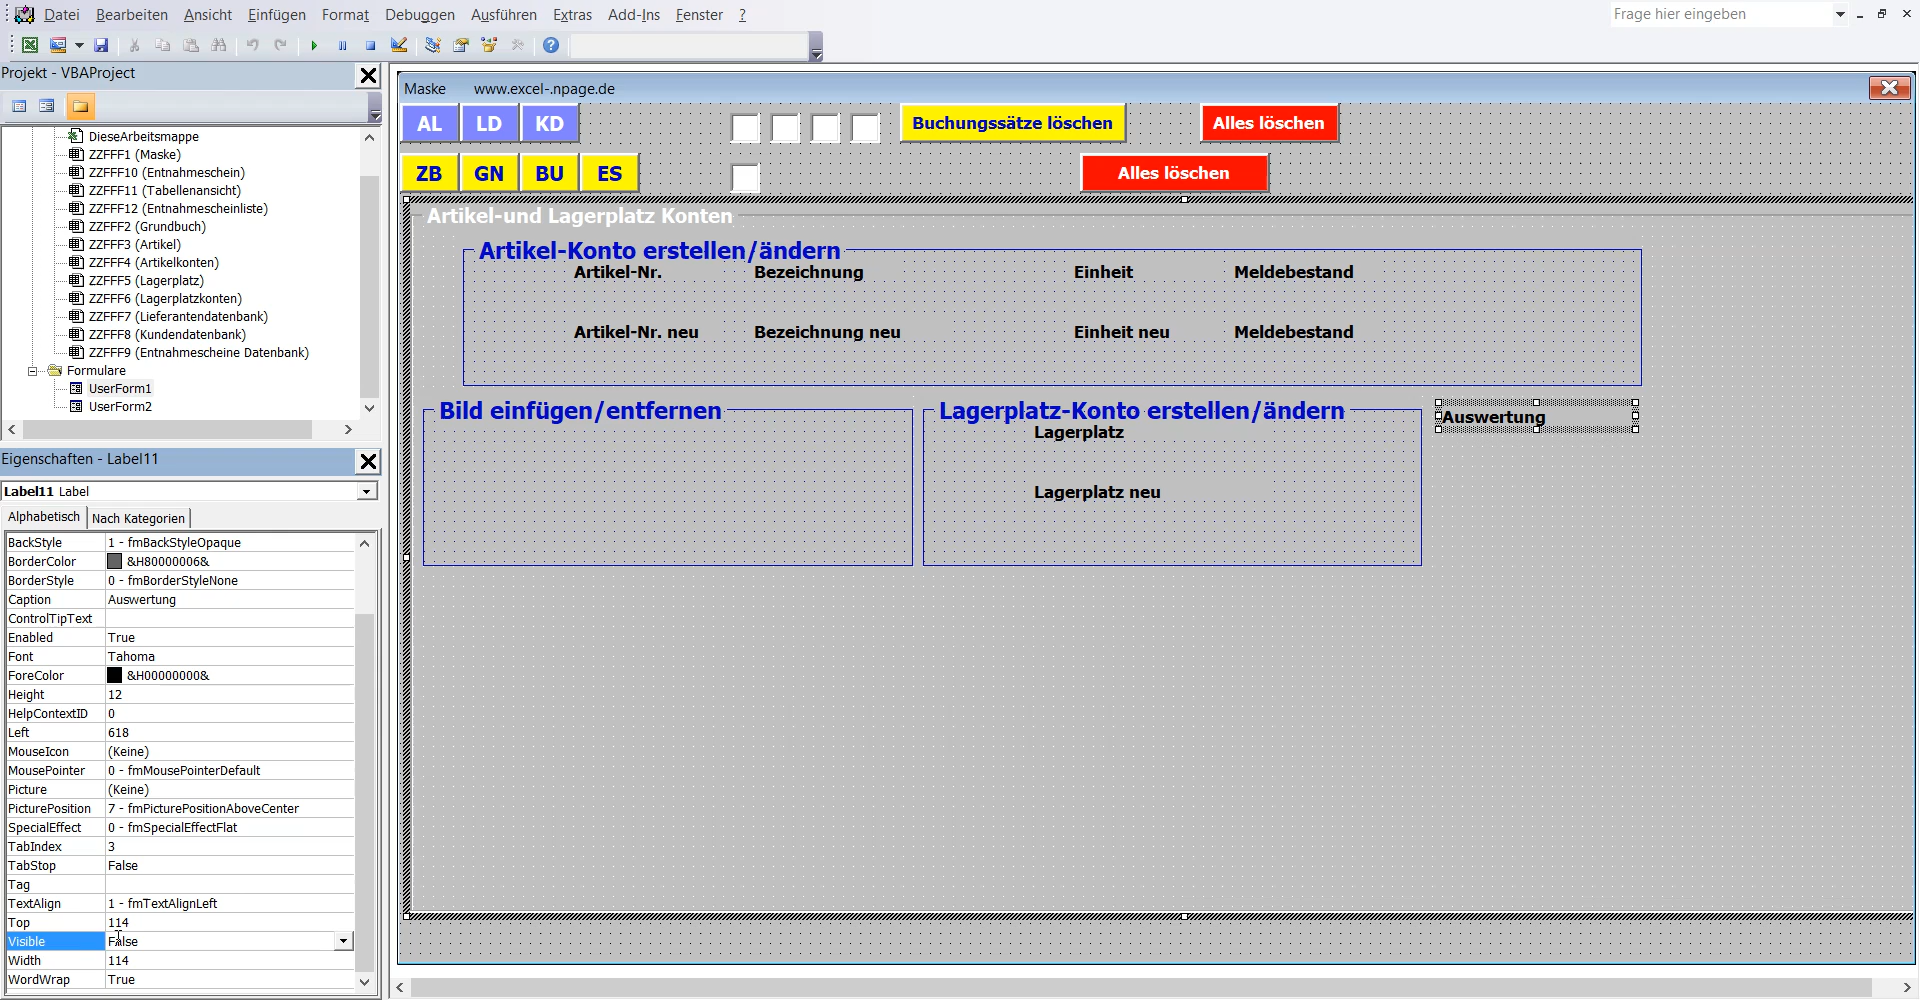 Datei Bearbeiten Ansicht Einfügen Format Debuggen Ausführen Extras Add-Ins Fenster ? Frage hier eingeben
Projekt - VBAProject
DieseArbeitsmappe
ZZFFF1 (Maske)
ZZFFF10 (Entnahmeschein)
ZZFFF11 (Tabellenansicht)
ZZFFF12 (Entnahmescheinliste)
ZZFFF2 (Grundbuch)
ZZFFF3 (Artikel)
ZZFFF4 (Artikelkonten)
ZZFFF5 (Lagerplatz)
ZZFFF6 (Lagerplatzkonten)
ZZFFF7 (Lieferantendatenbank)
ZZFFF8 (Kundendatenbank)
ZZFFF9 (Entnahmescheine Datenbank)
Formulare
UserForm1
UserForm2
Eigenschaften - Label11
Label11 Label
Alphabetisch Nach Kategorien
BackStyle 1 - fmBackStyleOpaque
BorderColor &H80000006&
BorderStyle 0 - fmBorderStyleNone
Caption Auswertung
ControlTipText
Enabled True
Font Tahoma
ForeColor &H00000000&
Height 12
HelpContextID 0
Left 618
MouseIcon (Keine)
MousePointer 0 - fmMousePointerDefault
Picture (Keine)
PicturePosition 7 - fmPicturePositionAboveCenter
SpecialEffect 0 - fmSpecialEffectFlat
TabIndex 3
TabStop False
Tag
TextAlign 1 - fmTextAlignLeft
Top 114
Visible False
Width 114
WordWrap True
Maske www.excel-.npage.de
AL LD KD Buchungssätze löschen Alles löschen
ZB GN BU ES Alles löschen
Artikel-und Lagerplatz Konten
Artikel-Konto erstellen/ändern
Artikel-Nr. Bezeichnung Einheit Meldebestand
Artikel-Nr. neu Bezeichnung neu Einheit neu Meldebestand
Bild einfügen/entfernen Lagerplatz-Konto erstellen/ändern Auswertung
Lagerplatz
Lagerplatz neu